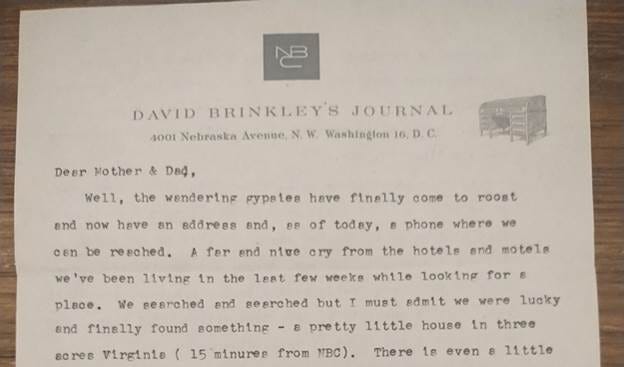 NBC
DAVID BRINKLEY'S JOURNAL
4001 Nebraska Avenue, N. W. Washington 16, D. C.
Dear Mother & Dad,
Well, the wandering gypsies have finally come to roost
and now have an address and, as of today, a phone where we
can be reached. A far and nice cry from the hotels and motels
we've been living in the last few weeks while looking for a
place. We searched and searched but I must admit we were lucky
and finally found something - a pretty little house in three
acres Virginia ( 15 minures from NBC). There is even a little